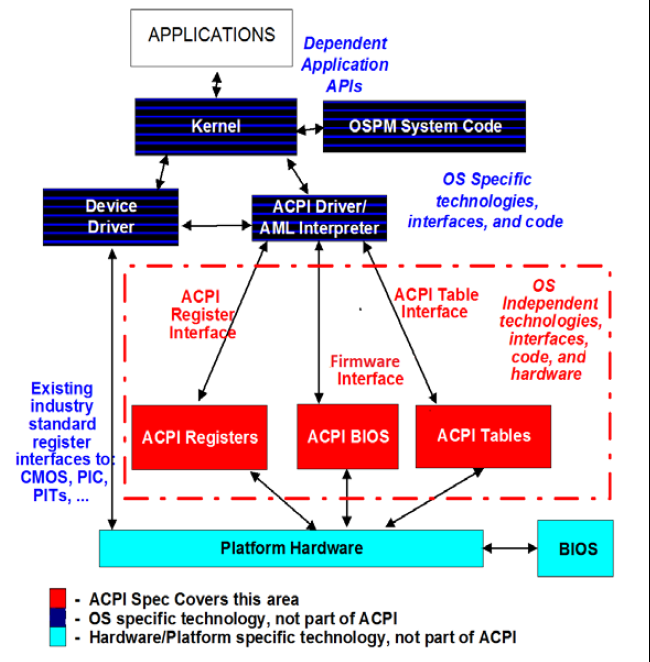 APPLICATIONS
Dependent
Application
APIs
Kernel
OSPM System Code
Device
Driver
ACPI Driver/
AML Interpreter
OS Specific
technologies,
interfaces, and code
ACPI
Register
Interface
ACPI Table
Interface
OS
Independent
technologies,
interfaces,
code, and
hardware
Firmware
Interface
Existing
industry
standard
register
interfaces to:
CMOS, PIC,
PITs, ...
ACPI Registers
ACPI BIOS
ACPI Tables
Platform Hardware
BIOS
- ACPI Spec Covers this area
- OS specific technology, not part of ACPI
- Hardware/Platform specific technology, not part of ACPI